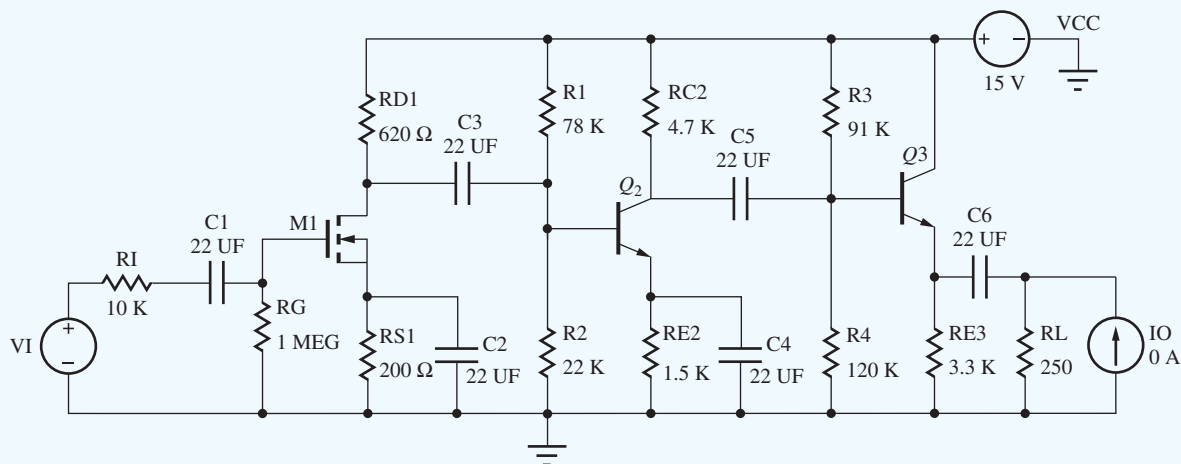 VCC
+ −
15 V
RD1
620 Ω
R1
78 K
RC2
4.7 K
R3
91 K
C3
22 UF
C5
22 UF
Q2
Q3
M1
C1
22 UF
C6
22 UF
RI
10 K
RG
1 MEG
VI
+
−
RS1
200 Ω
C2
22 UF
R2
22 K
RE2
1.5 K
C4
22 UF
R4
120 K
RE3
3.3 K
RL
250
IO
0 A